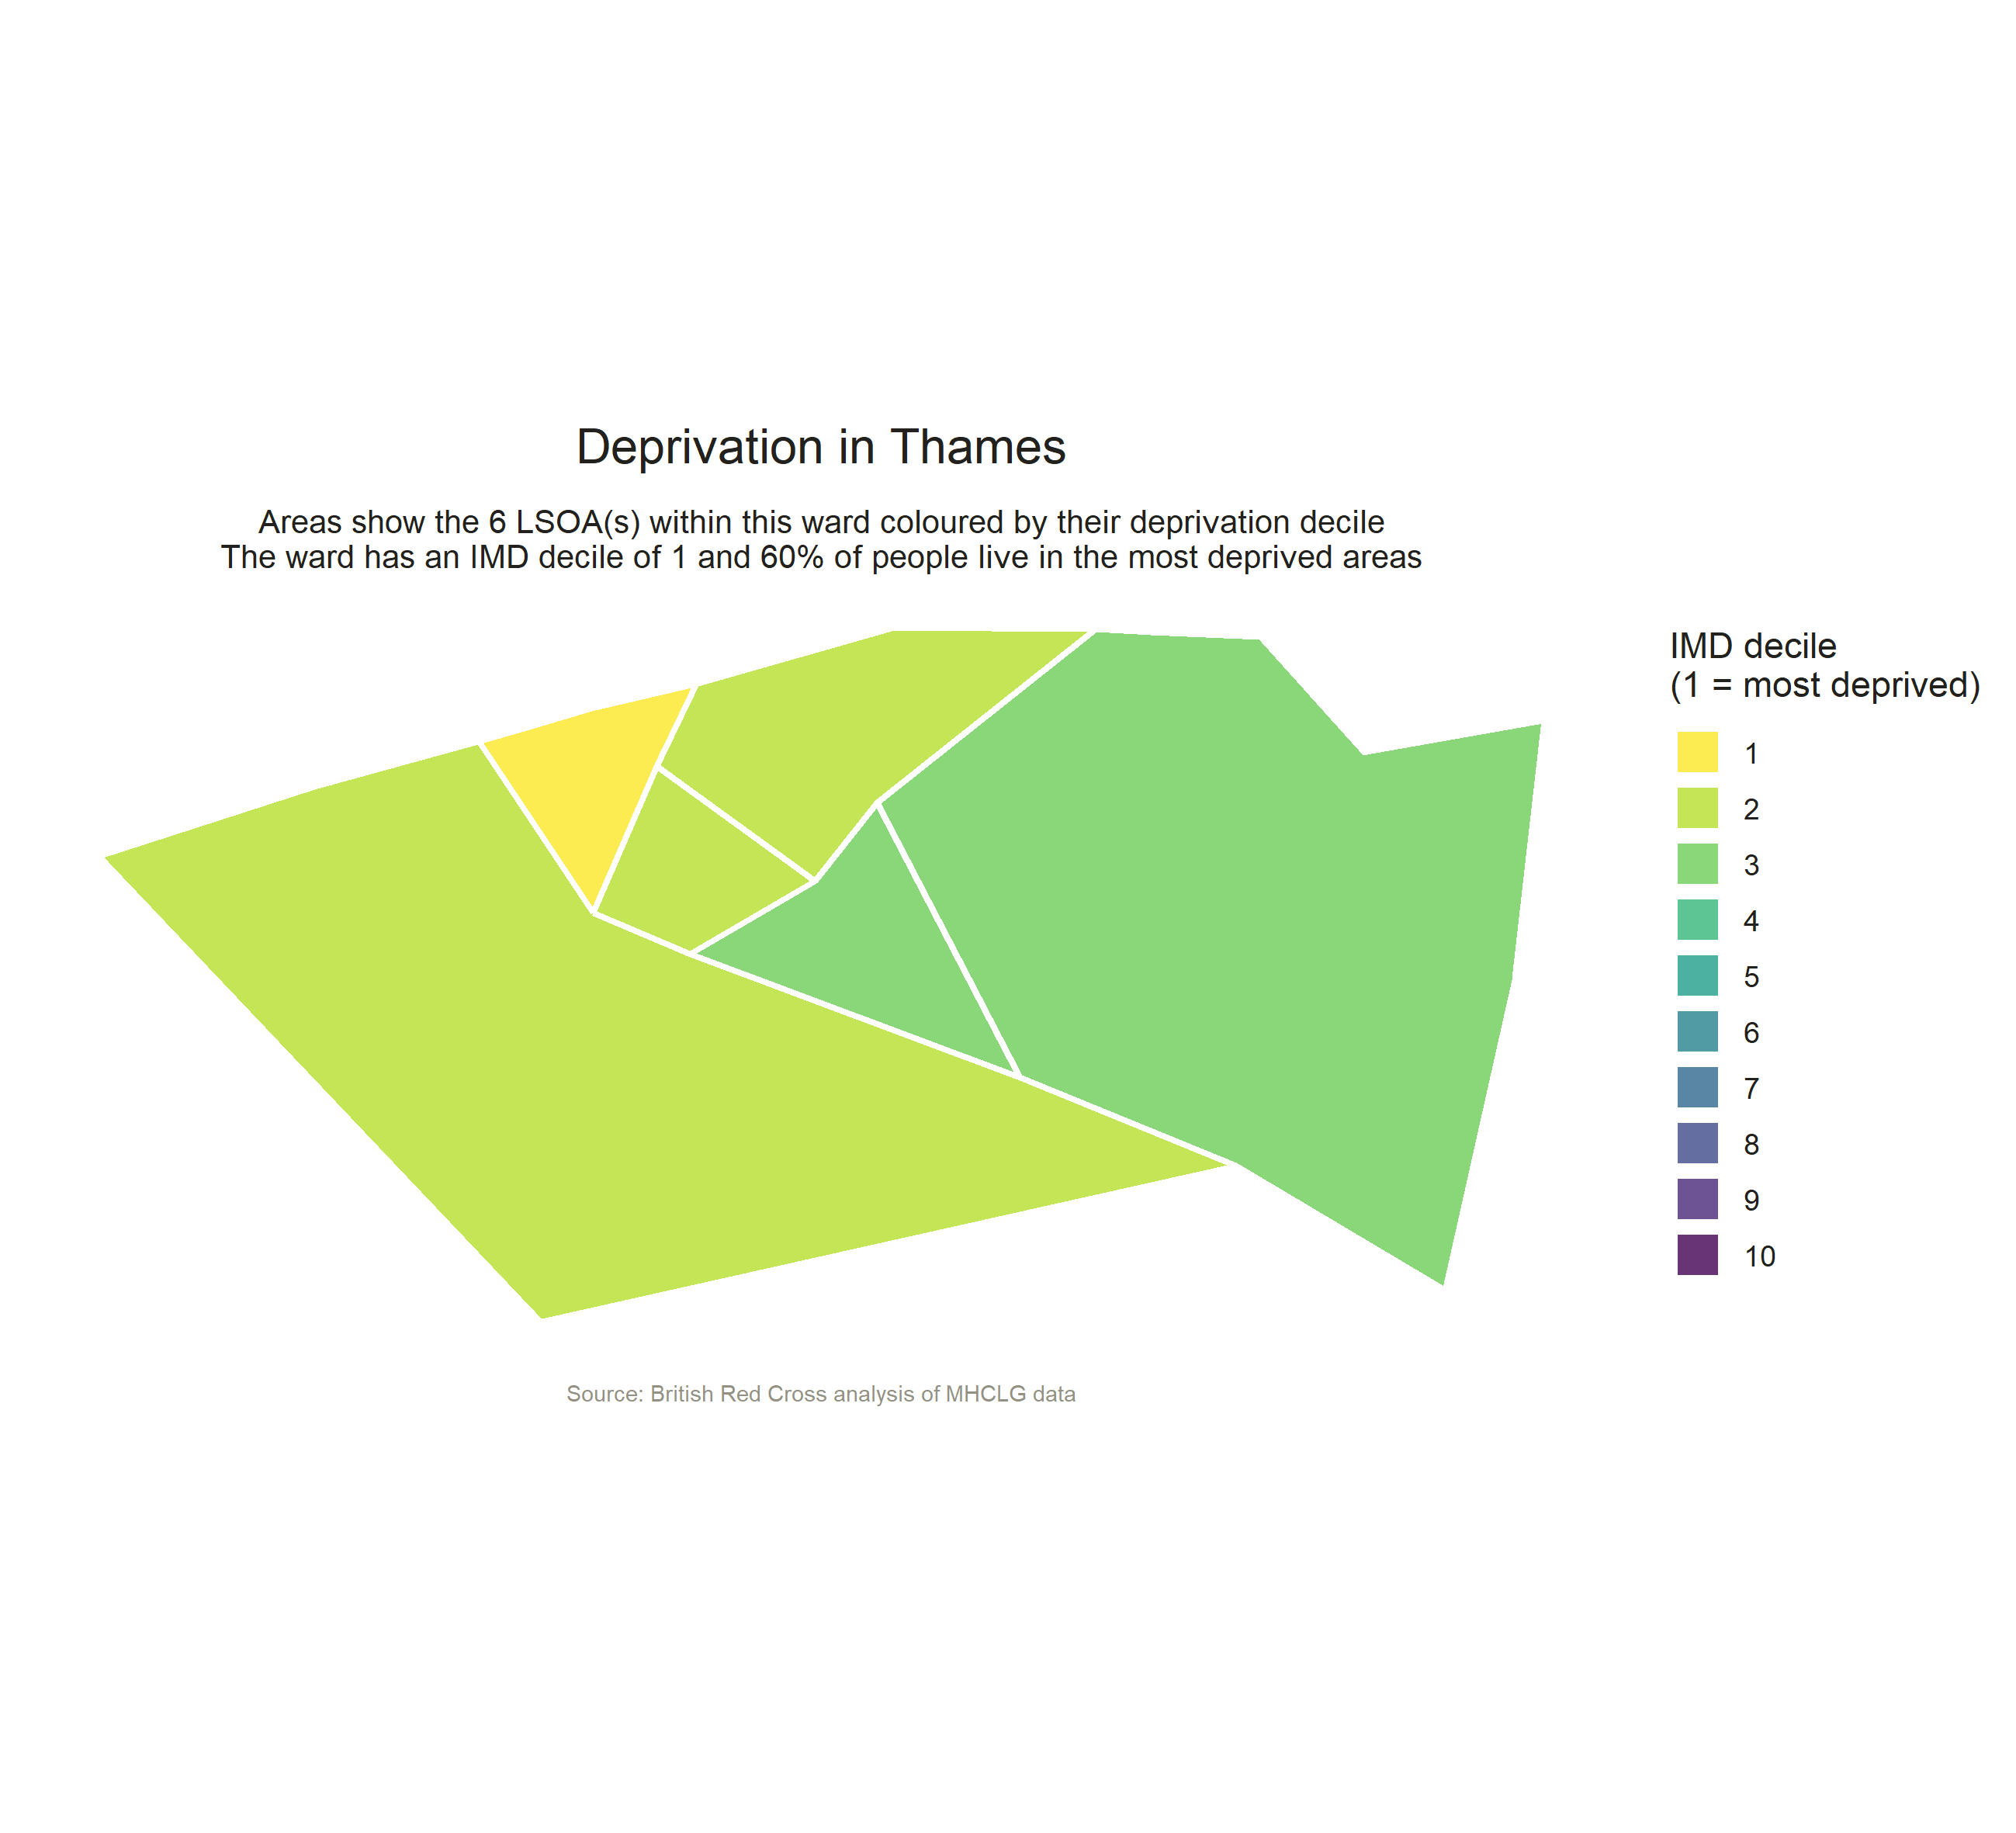 Deprivation in Thames
Areas show the 6 LSOA(s) within this ward coloured by their deprivation decile
The ward has an IMD decile of 1 and 60% of people live in the most deprived areas
IMD decile
(1 = most deprived)
1
2
3
4
5
6
7
8
9
10
Source: British Red Cross analysis of MHCLG data